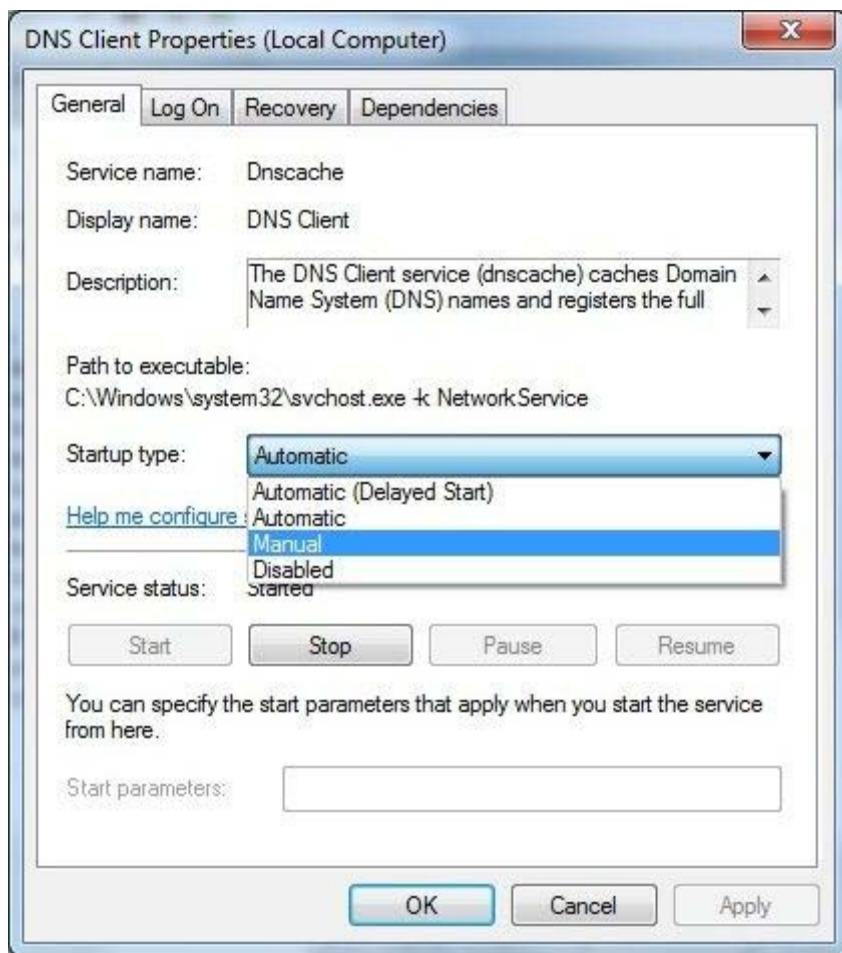 DNS Client Properties (Local Computer)
General Log On Recovery Dependencies
Service name: Dnscache
Display name: DNS Client
Description: The DNS Client service (dnscache) caches Domain
Name System (DNS) names and registers the full
Path to executable:
C:\Windows\system32\svchost.exe -k NetworkService
Startup type: Automatic
Automatic (Delayed Start)
Help me configure
Automatic
Manual
Disabled
Service status: Started
Start Stop Pause Resume
You can specify the start parameters that apply when you start the service
from here.
Start parameters:
OK Cancel Apply